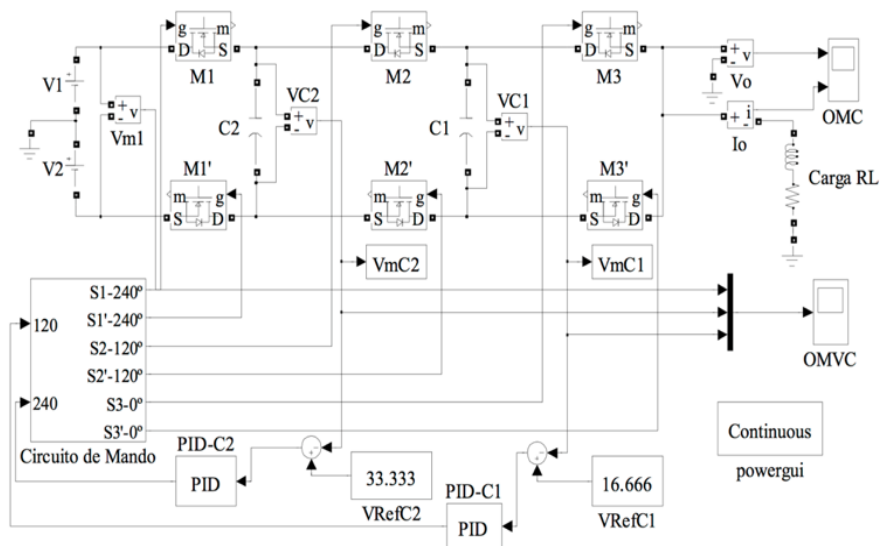 g m
D S
M1
g m
D S
M2
g m
D S
M3
V1
V2
+
-
v
Vm1
C2
VC2
+
-
v
C1
VC1
+
-
v
+
-
v
Vo
+
-
i
Io
OMC
Carga RL
M1'
m g
S D
M2'
m g
S D
M3'
m g
S D
VmC2
VmC1
S1-240º
S1'-240º
S2-120º
S2'-120º
S3-0º
S3'-0º
120
240
Circuito de Mando
OMVC
PID-C2
PID
33.333
VRefC2
PID-C1
PID
16.666
VRefC1
Continuous
powergui